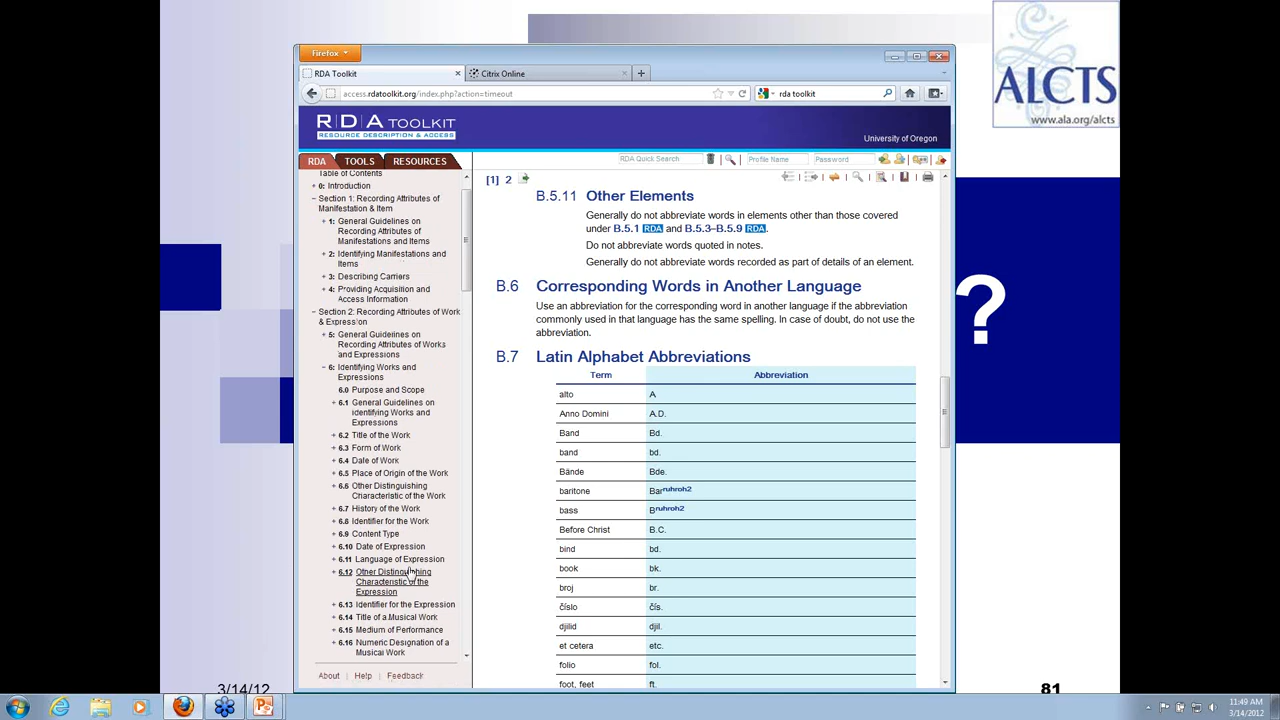 ALCTS
www.ala.org/alcts
Firefox
RDA Toolkit
Citrix Online
access.rdatoolkit.org/index.php?action=timeout
rda toolkit
RDA TOOLKIT
RESOURCE DESCRIPTION & ACCESS
University of Oregon
RDA TOOLS RESOURCES
RDA Quick Search
Profile Name
Password
[1] 2
Table of Contents
0: Introduction
Section 1: Recording Attributes of
Manifestation & Item
1: General Guidelines on
Recording Attributes of
Manifestations and Items
2: Identifying Manifestations and
Items
3: Describing Carriers
4: Providing Acquisition and
Access Information
Section 2: Recording Attributes of Work
& Expression
5: General Guidelines on
Recording Attributes of Works
and Expressions
6: Identifying Works and
Expressions
6.0 Purpose and Scope
6.1 General Guidelines on
Identifying Works and
Expressions
6.2 Title of the Work
6.3 Form of Work
6.4 Date of Work
6.5 Place of Origin of the Work
6.6 Other Distinguishing
Characteristic of the Work
6.7 History of the Work
6.8 Identifier for the Work
6.9 Content Type
6.10 Date of Expression
6.11 Language of Expression
6.12 Other Distinguishing
Characteristic of the
Expression
6.13 Identifier for the Expression
6.14 Title of a Musical Work
6.15 Medium of Performance
6.16 Numeric Designation of a
Musical Work
About Help Feedback
B.5.11 Other Elements
Generally do not abbreviate words in elements other than those covered
under B.5.1 RDA and B.5.3–B.5.9 RDA.
Do not abbreviate words quoted in notes.
Generally do not abbreviate words recorded as part of details of an element.
B.6 Corresponding Words in Another Language
Use an abbreviation for the corresponding word in another language if the abbreviation
commonly used in that language has the same spelling. In case of doubt, do not use the
abbreviation.
B.7 Latin Alphabet Abbreviations
Term Abbreviation
alto A
Anno Domini A.D.
Band Bd.
band bd.
Bände Bde.
baritone Barruhroh2
bass Bruhroh2
Before Christ B.C.
bind bd.
book bk.
broj br.
číslo čís.
djilid djil.
et cetera etc.
folio fol.
foot, feet ft.
?
3/14/12
81
11:49 AM
3/14/2012